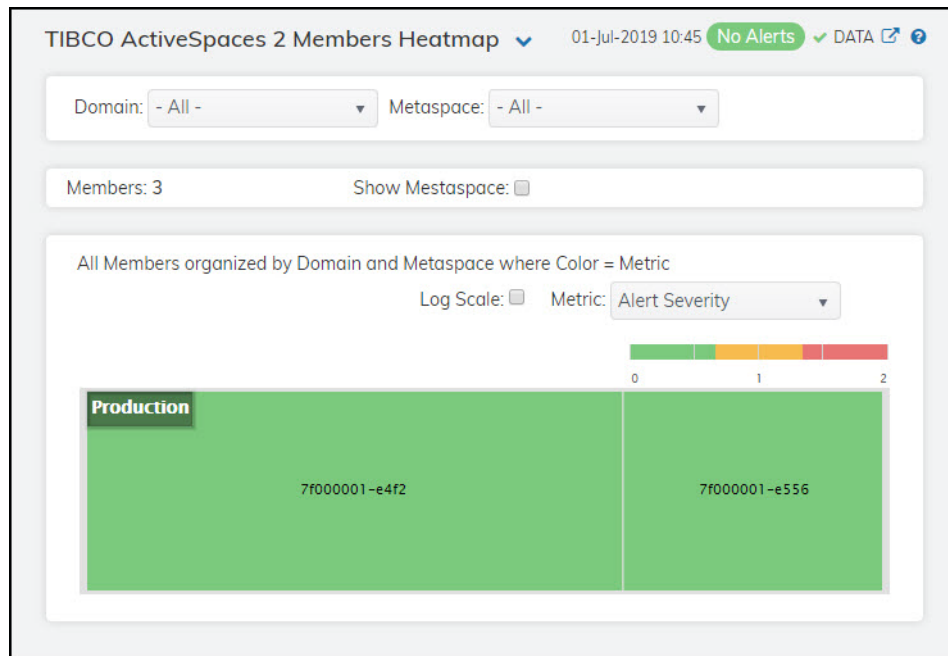 TIBCO ActiveSpaces 2 Members Heatmap 01-Jul-2019 10:45 No Alerts DATA
Domain: - All - Metaspace: - All -
Members: 3 Show Mestaspace:
All Members organized by Domain and Metaspace where Color = Metric
Log Scale: Metric: Alert Severity
0 1 2
Production
7f000001-e4f2 7f000001-e556